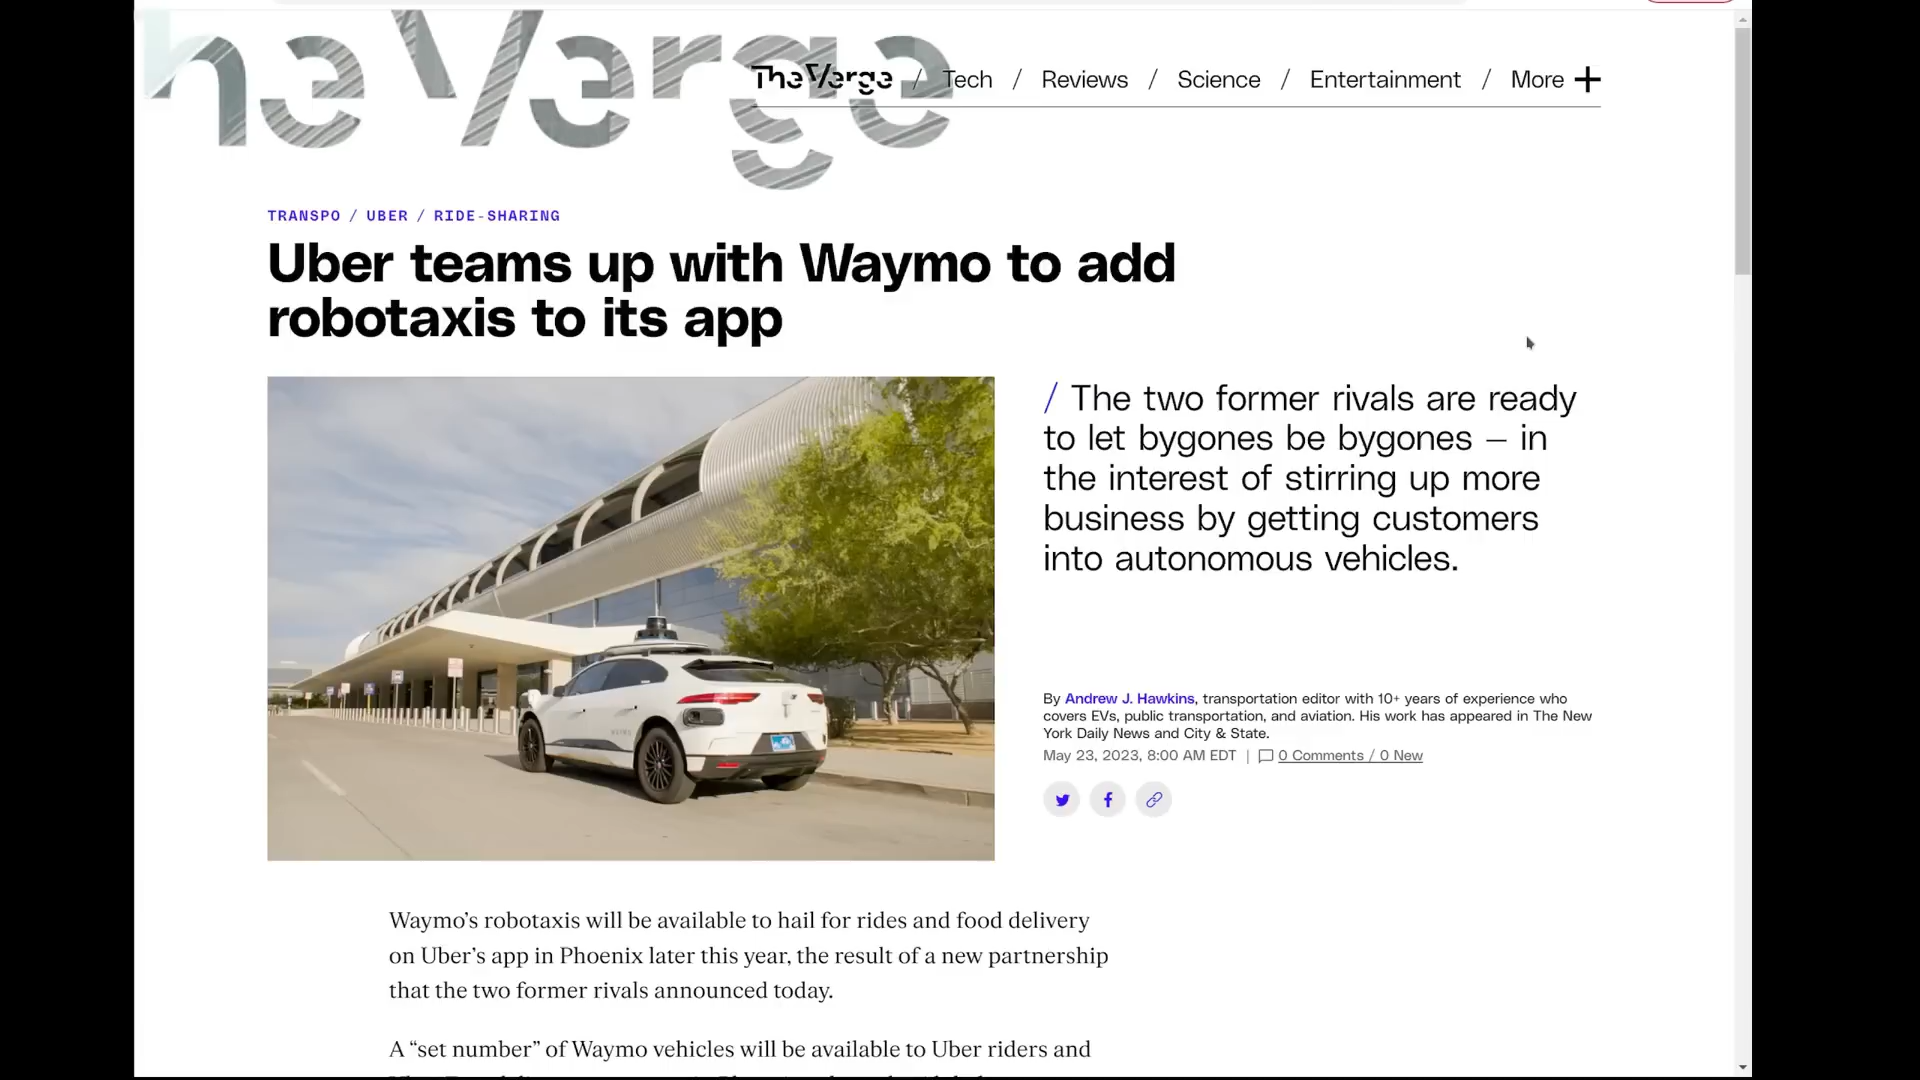 The Verge
The Verge / Tech / Reviews / Science / Entertainment / More +
TRANSPO / UBER / RIDE-SHARING
Uber teams up with Waymo to add
robotaxis to its app
/ The two former rivals are ready
to let bygones be bygones — in
the interest of stirring up more
business by getting customers
into autonomous vehicles.
By Andrew J. Hawkins, transportation editor with 10+ years of experience who
covers EVs, public transportation, and aviation. His work has appeared in The New
York Daily News and City & State.
May 23, 2023, 8:00 AM EDT | 0 Comments / 0 New
Waymo’s robotaxis will be available to hail for rides and food delivery
on Uber’s app in Phoenix later this year, the result of a new partnership
that the two former rivals announced today.
A “set number” of Waymo vehicles will be available to Uber riders and